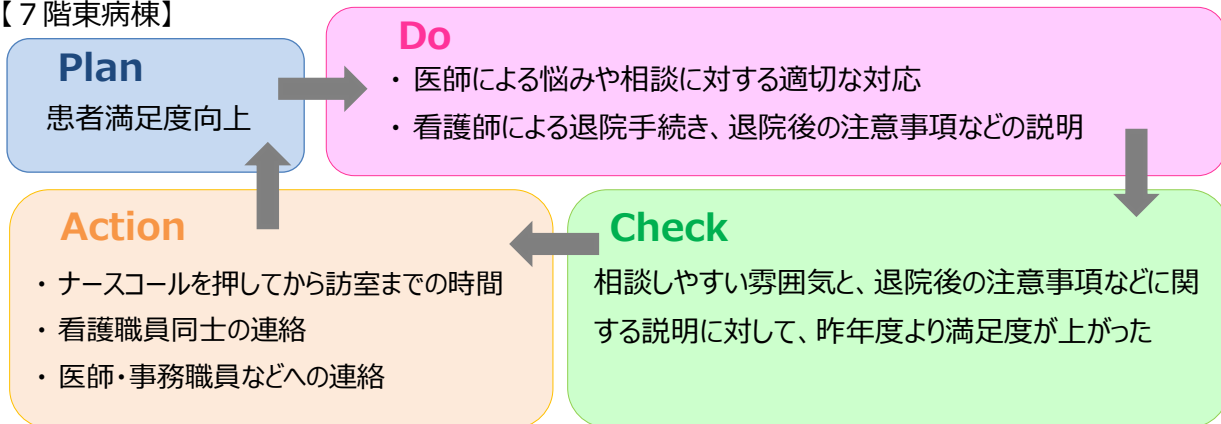 【7階東病棟】
Plan
患者満足度向上
Do
・ 医師による悩みや相談に対する適切な対応
・ 看護師による退院手続き、退院後の注意事項などの説明
Check
相談しやすい雰囲気と、退院後の注意事項などに関
する説明に対して、昨年度より満足度が上がった
Action
・ ナースコールを押してから訪室までの時間
・ 看護職員同士の連絡
・ 医師・事務職員などへの連絡